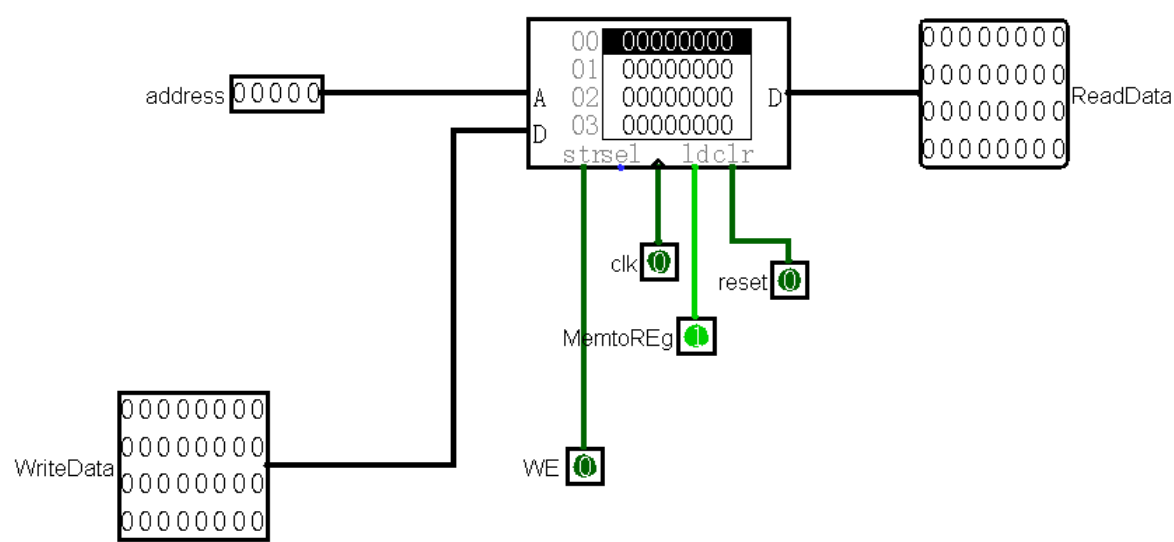 00 00000000
01 00000000
02 00000000
03 00000000
A
D
D
str sel ld clr
address 00000
00000000
00000000
00000000
00000000
ReadData
clk 0
reset 0
MemtoREg 1
WE 0
WriteData
00000000
00000000
00000000
00000000